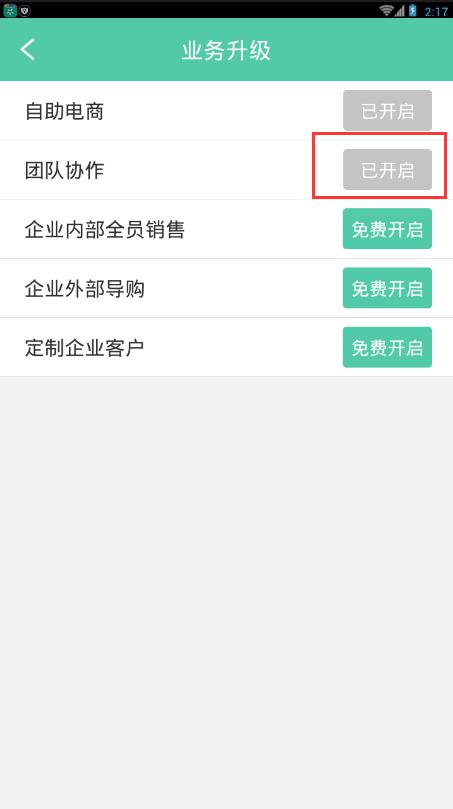 2:17
业务升级
自助电商 已开启
团队协作 已开启
企业内部全员销售 免费开启
企业外部导购 免费开启
定制企业客户 免费开启